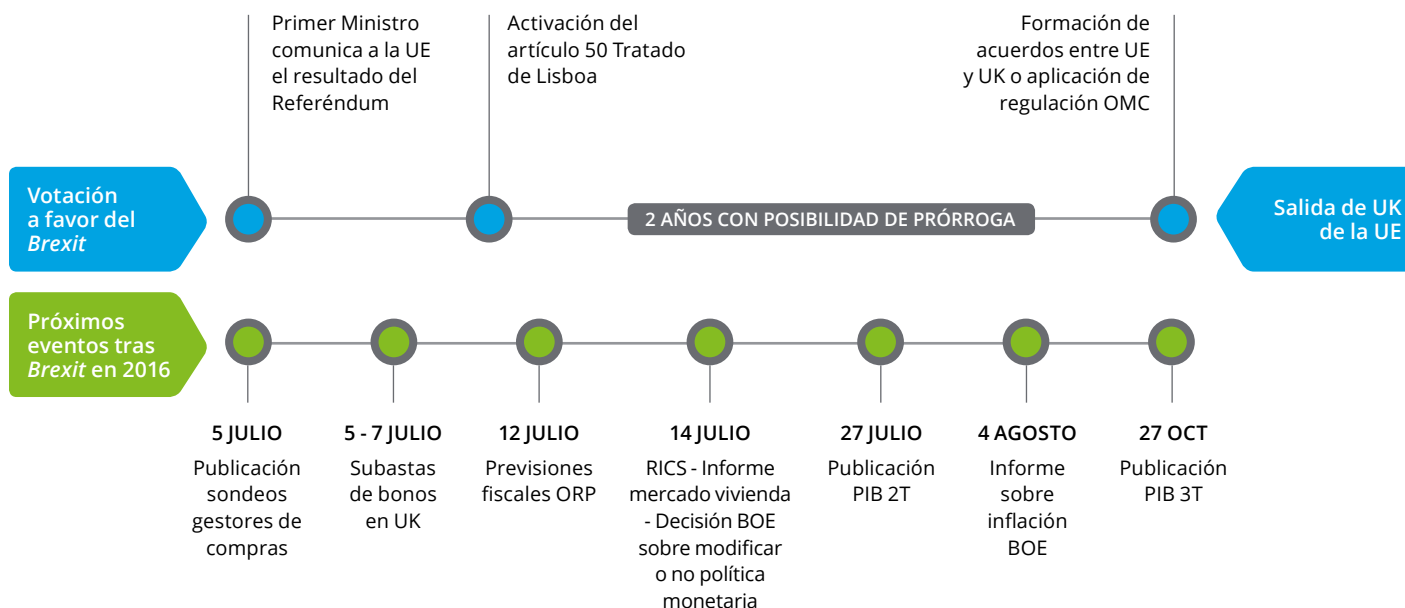 Primer Ministro
comunica a la UE
el resultado del
Referéndum
Activación del
artículo 50 Tratado
de Lisboa
Formación de
acuerdos entre UE
y UK o aplicación de
regulación OMC
Votación
a favor del
Brexit
2 AÑOS CON POSIBILIDAD DE PRÓRROGA
Salida de UK
de la UE
Próximos
eventos tras
Brexit en 2016
5 JULIO
Publicación
sondeos
gestores de
compras
5 - 7 JULIO
Subastas
de bonos
en UK
12 JULIO
Previsiones
fiscales ORP
14 JULIO
RICS - Informe
mercado vivienda
- Decisión BOE
sobre modificar
o no política
monetaria
27 JULIO
Publicación
PIB 2T
4 AGOSTO
Informe
sobre
inflación
BOE
27 OCT
Publicación
PIB 3T